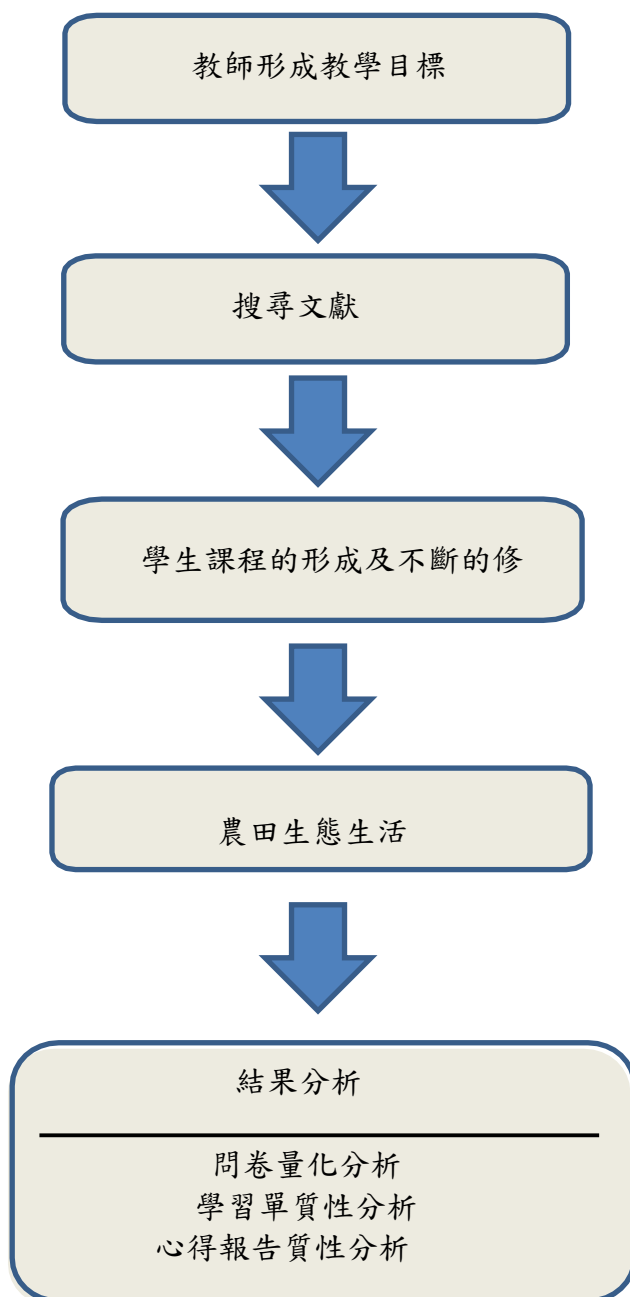 教師形成教學目標
搜尋文獻
學生課程的形成及不斷的修
農田生態生活
結果分析
問卷量化分析
學習單質性分析
心得報告質性分析